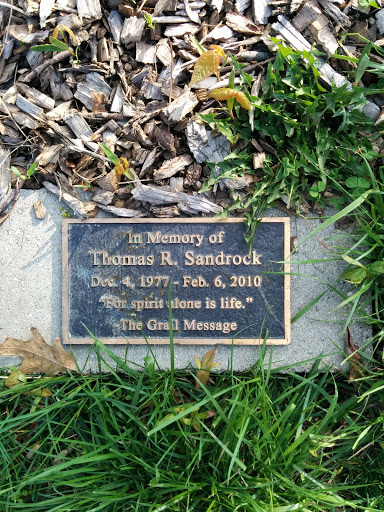 In Memory of
Thomas R. Sandrock
Dec. 4, 1977 - Feb. 6, 2010
"For spirit alone is life."
-The Grail Message